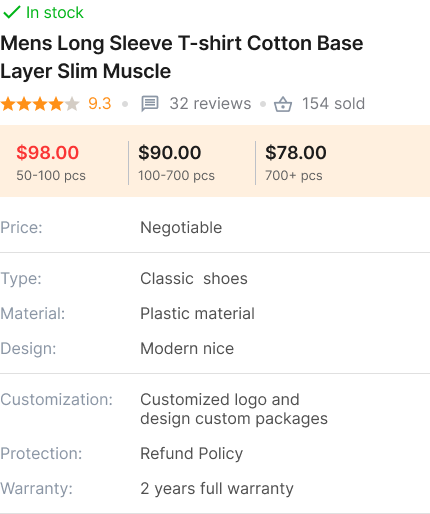 In stock
Mens Long Sleeve T-shirt Cotton Base
Layer Slim Muscle
9.3 32 reviews 154 sold
$98.00 $90.00 $78.00
50-100 pcs 100-700 pcs 700+ pcs
Price: Negotiable
Type: Classic shoes
Material: Plastic material
Design: Modern nice
Customization: Customized logo and
design custom packages
Protection: Refund Policy
Warranty: 2 years full warranty